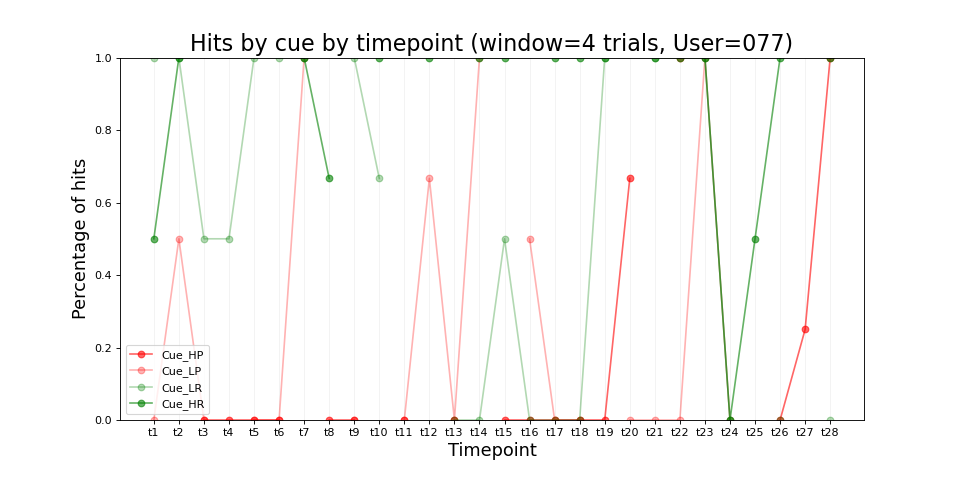 Hits by cue by timepoint (window=4 trials, User=077)
Percentage of hits
1.0
0.8
0.6
0.4
0.2
0.0
Cue_HP
Cue_LP
Cue_LR
Cue_HR
t1 t2 t3 t4 t5 t6 t7 t8 t9 t10 t11 t12 t13 t14 t15 t16 t17 t18 t19 t20 t21 t22 t23 t24 t25 t26 t27 t28
Timepoint